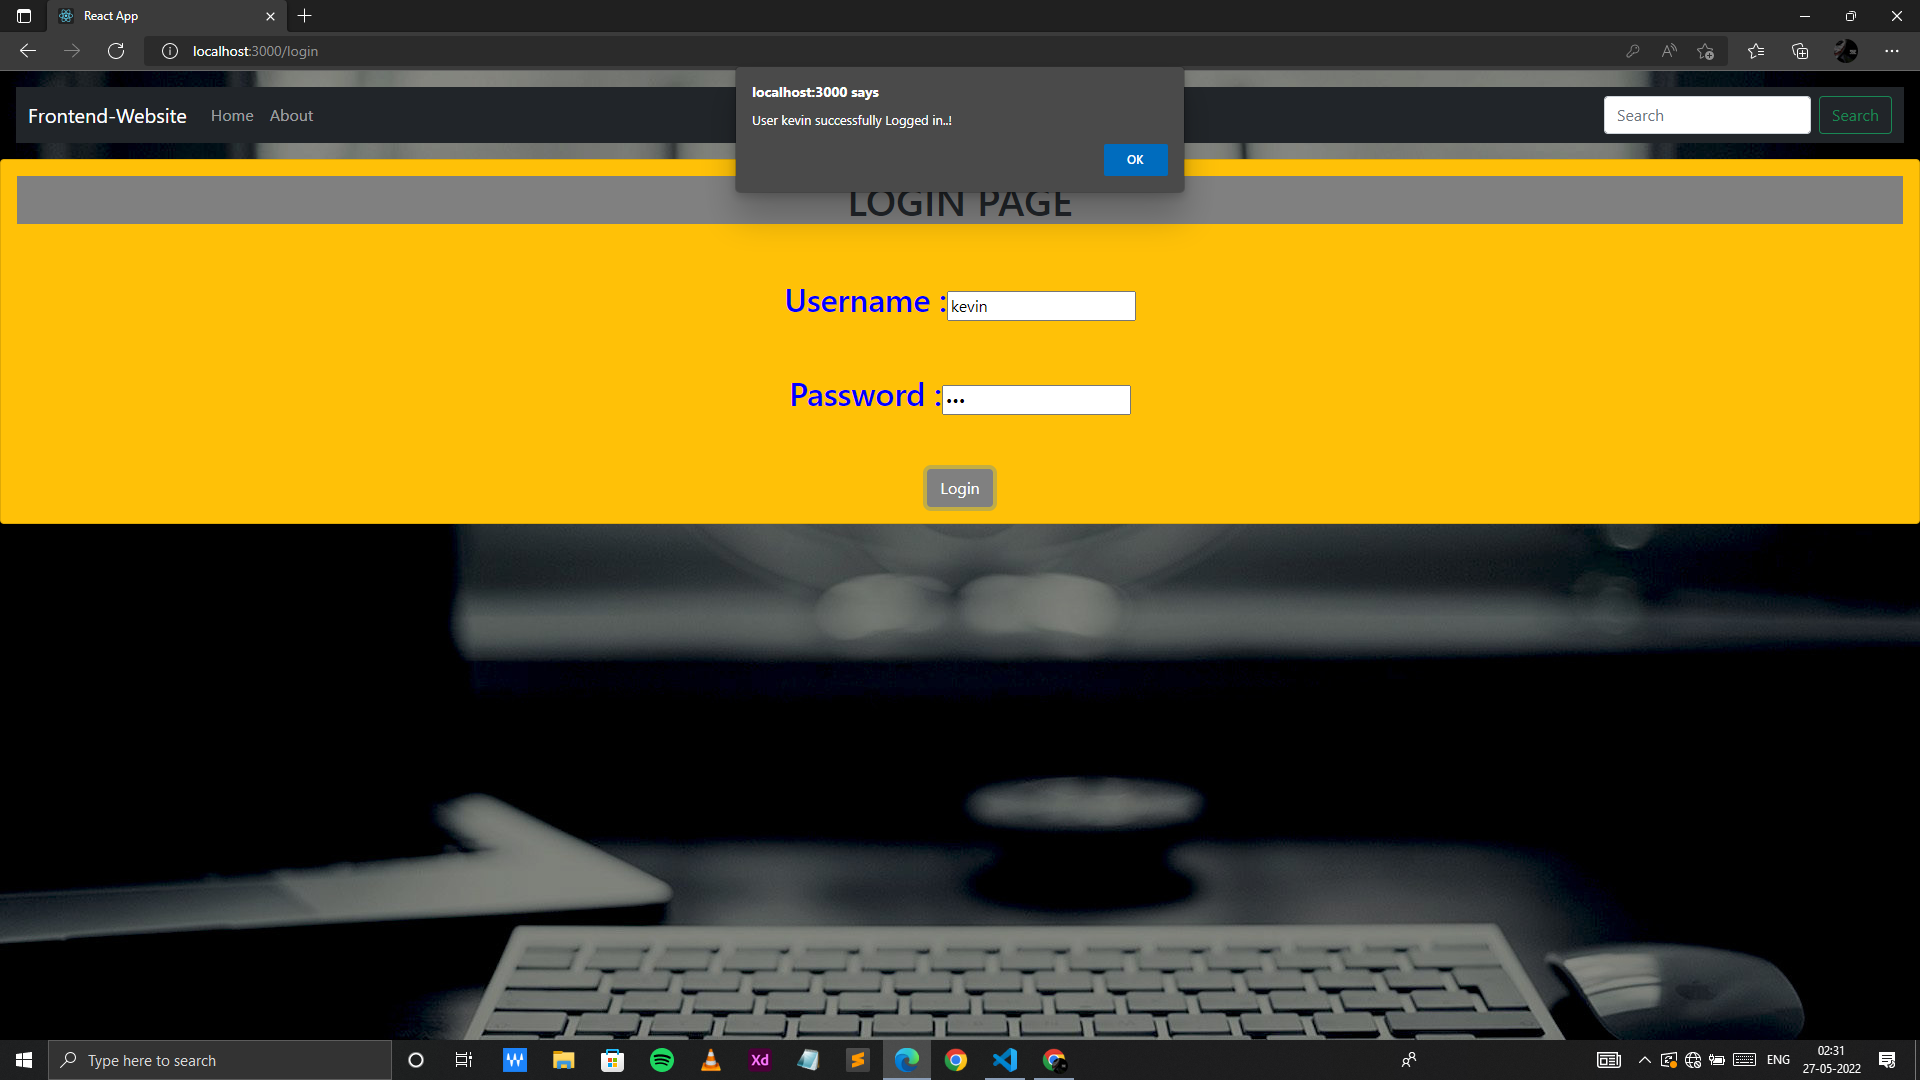 React App
localhost:3000/login
localhost:3000 says
User kevin successfully Logged in..!
OK
Frontend-Website
Home
About
Search
Search
LOGIN PAGE
Username :
kevin
Password :
•••
Login
Type here to search
W
Xd
ENG
02:31
27-05-2022